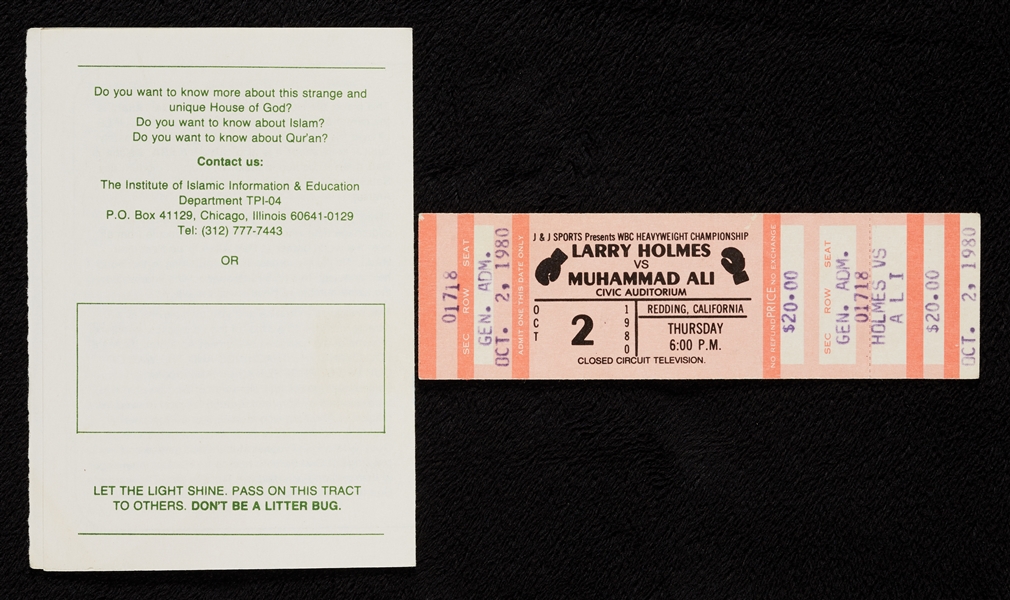 Do you want to know more about this strange and
unique House of God?
Do you want to know about Islam?
Do you want to know about Qur'an?
Contact us:
The Institute of Islamic Information & Education
Department TPI-04
P.O. Box 41129, Chicago, Illinois 60641-0129
Tel: (312) 777-7443
OR
LET THE LIGHT SHINE. PASS ON THIS TRACT
TO OTHERS. DON'T BE A LITTER BUG.
01718
SEC ROW SEAT
GEN. ADM.
OCT. 2, 1980
ADMIT ONE THIS DATE ONLY
J & J SPORTS Presents WBC HEAVYWEIGHT CHAMPIONSHIP
LARRY HOLMES
VS
MUHAMMAD ALI
CIVIC AUDITORIUM
OCT 2 1980
REDDING, CALIFORNIA
THURSDAY
6:00 P.M.
CLOSED CIRCUIT TELEVISION.
NO REFUND PRICE NO EXCHANGE
$20.00
SEC ROW SEAT
GEN. ADM.
01718
HOLMES VS
ALI
$20.00
OCT. 2, 1980